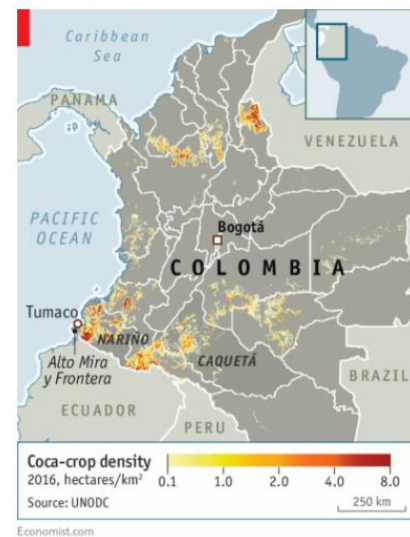 Caribbean
Sea
PANAMA
VENEZUELA
PACIFIC
OCEAN
Bogotá
COLOMBIA
Tumaco
NARIÑO
Alto Mira
y Frontera
CAQUETÁ
BRAZIL
ECUADOR
PERU
Coca-crop density
2016, hectares/km²
0.1 1.0 2.0 4.0 8.0
Source: UNODC
250 km
Economist.com